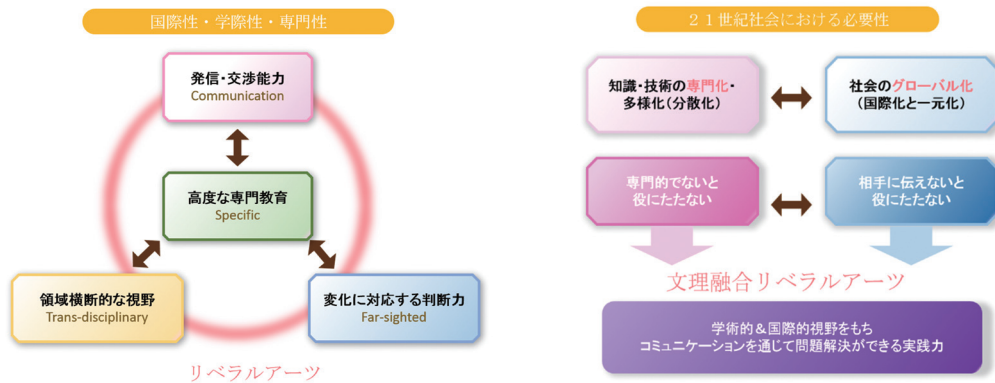 国際性・学際性・専門性
発信・交渉能力
Communication
高度な専門教育
Specific
領域横断的な視野
Trans-disciplinary
変化に対応する判断力
Far-sighted
リベラルアーツ
21世紀社会における必要性
知識・技術の専門化・
多様化(分散化)
社会のグローバル化
(国際化と一元化)
専門的でないと
役にたたない
相手に伝えないと
役にたたない
文理融合リベラルアーツ
学術的&国際的視野をもち
コミュニケーションを通じて問題解決ができる実践力